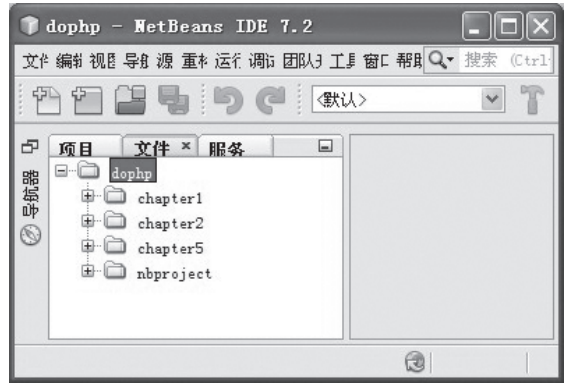 dophp - NetBeans IDE 7.2
文件 编辑 视图 导航 源 重构 运行 调试 团队 工具 窗口 帮助 搜索 (Ctrl
<默认>
项目 文件 × 服务
导航器
dophp
chapter1
chapter2
chapter5
nbproject